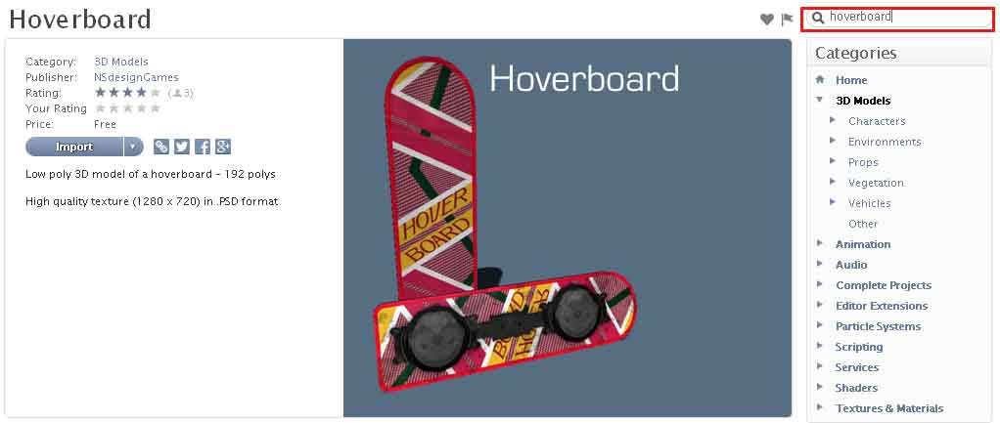 Hoverboard
hoverboard
Category: 3D Models
Publisher: NSdesignGames
Rating: (3)
Your Rating
Price: Free
Import
Low poly 3D model of a hoverboard - 192 polys
High quality texture (1280 x 720) in .PSD format
Hoverboard
HOVER
BOARD
BOARD
HOVER
Categories
Home
3D Models
Characters
Environments
Props
Vegetation
Vehicles
Other
Animation
Audio
Complete Projects
Editor Extensions
Particle Systems
Scripting
Services
Shaders
Textures & Materials